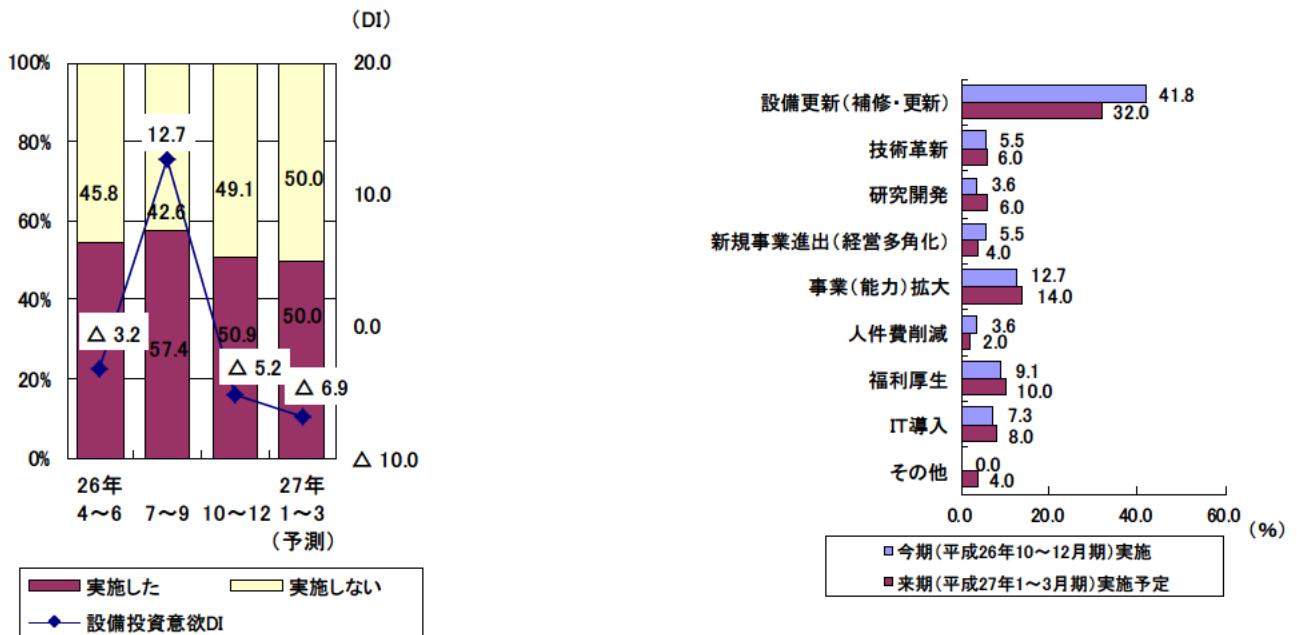 (DI)
100%
80%
60%
40%
20%
0%
20.0
10.0
0.0
△ 10.0
45.8
42.6
49.1
50.0
57.4
50.9
50.0
△ 3.2
12.7
△ 5.2
△ 6.9
26年
4～6
7～9
10～12
27年
1～3
(予測)
実施した
実施しない
設備投資意欲DI
設備更新(補修・更新)
41.8
32.0
技術革新
5.5
6.0
研究開発
3.6
6.0
新規事業進出(経営多角化)
5.5
4.0
事業(能力)拡大
12.7
14.0
人件費削減
3.6
2.0
福利厚生
9.1
10.0
IT導入
7.3
8.0
その他
0.0
4.0
0.0 20.0 40.0 60.0
(%)
今期(平成26年10～12月期)実施
来期(平成27年1～3月期)実施予定